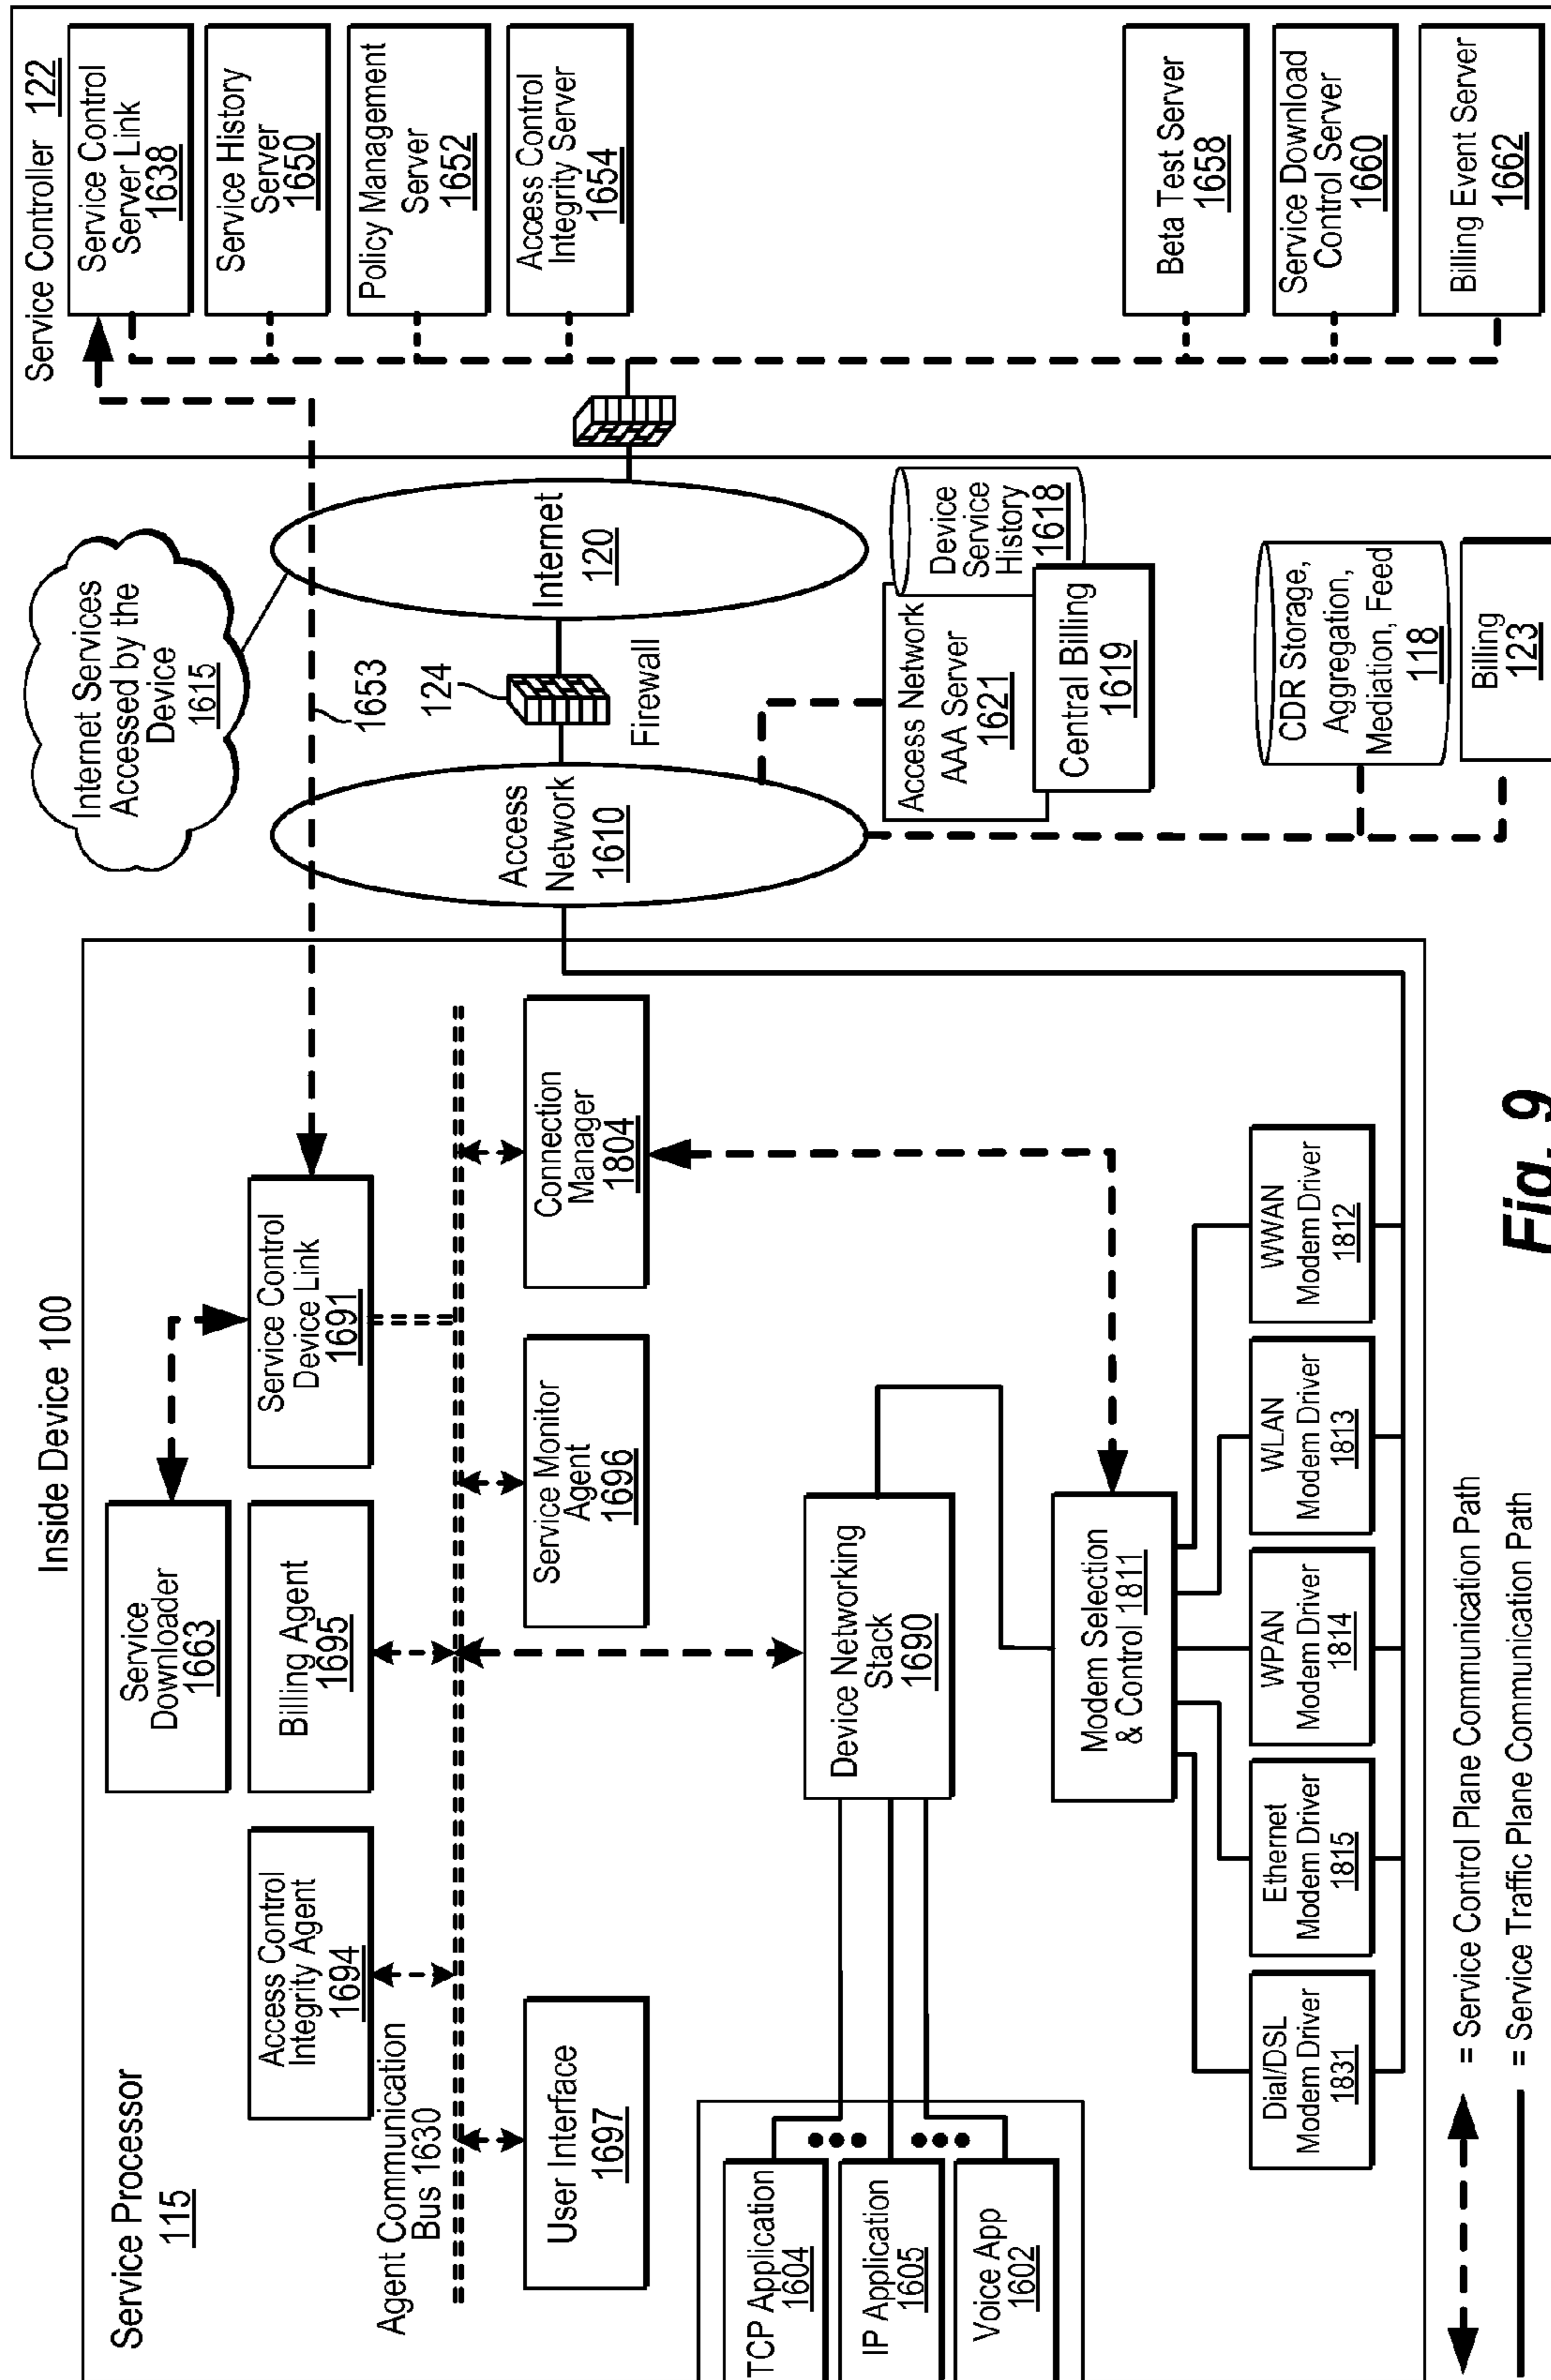 Service Controller 122
Service Control
Server Link
1638
Service History
Server
1650
Policy Management
Server
1652
Access Control
Integrity Server
1654
Beta Test Server
1658
Service Download
Control Server
1660
Billing Event Server
1662
Internet Services
Accessed by the
Device
1615
1653
124
Firewall
Internet
120
Access
Network
1610
Device
Service
History
1618
Access Network
AAA Server
1621
Central Billing
1619
CDR Storage,
Aggregation,
Mediation, Feed
118
Billing
123
Inside Device 100
Service Processor
115
Service
Downloader
1663
Access Control
Integrity Agent
1694
Billing Agent
1695
Service Control
Device Link
1691
Agent Communication
Bus 1630
User Interface
1697
Service Monitor
Agent
1696
Connection
Manager
1804
TCP Application
1604
IP Application
1605
Voice App
1602
Device Networking
Stack
1690
Modem Selection
& Control 1811
Dial/DSL
Modem Driver
1831
Ethernet
Modem Driver
1815
WPAN
Modem Driver
1814
WLAN
Modem Driver
1813
WWAN
Modem Driver
1812
= Service Control Plane Communication Path
= Service Traffic Plane Communication Path
Fig. 9